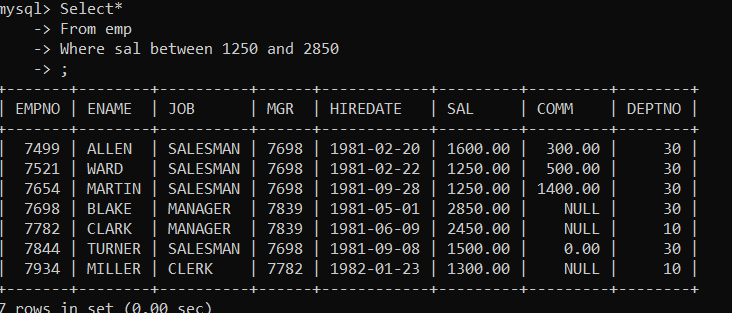 mysql> Select*
    -> From emp
    -> Where sal between 1250 and 2850
    -> ;
+-------+--------+----------+------+------------+---------+---------+--------+
| EMPNO | ENAME  | JOB      | MGR  | HIREDATE   | SAL     | COMM    | DEPTNO |
+-------+--------+----------+------+------------+---------+---------+--------+
|  7499 | ALLEN  | SALESMAN | 7698 | 1981-02-20 | 1600.00 |  300.00 |     30 |
|  7521 | WARD   | SALESMAN | 7698 | 1981-02-22 | 1250.00 |  500.00 |     30 |
|  7654 | MARTIN | SALESMAN | 7698 | 1981-09-28 | 1250.00 | 1400.00 |     30 |
|  7698 | BLAKE  | MANAGER  | 7839 | 1981-05-01 | 2850.00 |    NULL |     30 |
|  7782 | CLARK  | MANAGER  | 7839 | 1981-06-09 | 2450.00 |    NULL |     10 |
|  7844 | TURNER | SALESMAN | 7698 | 1981-09-08 | 1500.00 |    0.00 |     30 |
|  7934 | MILLER | CLERK    | 7782 | 1982-01-23 | 1300.00 |    NULL |     10 |
+-------+--------+----------+------+------------+---------+---------+--------+
7 rows in set (0.00 sec)